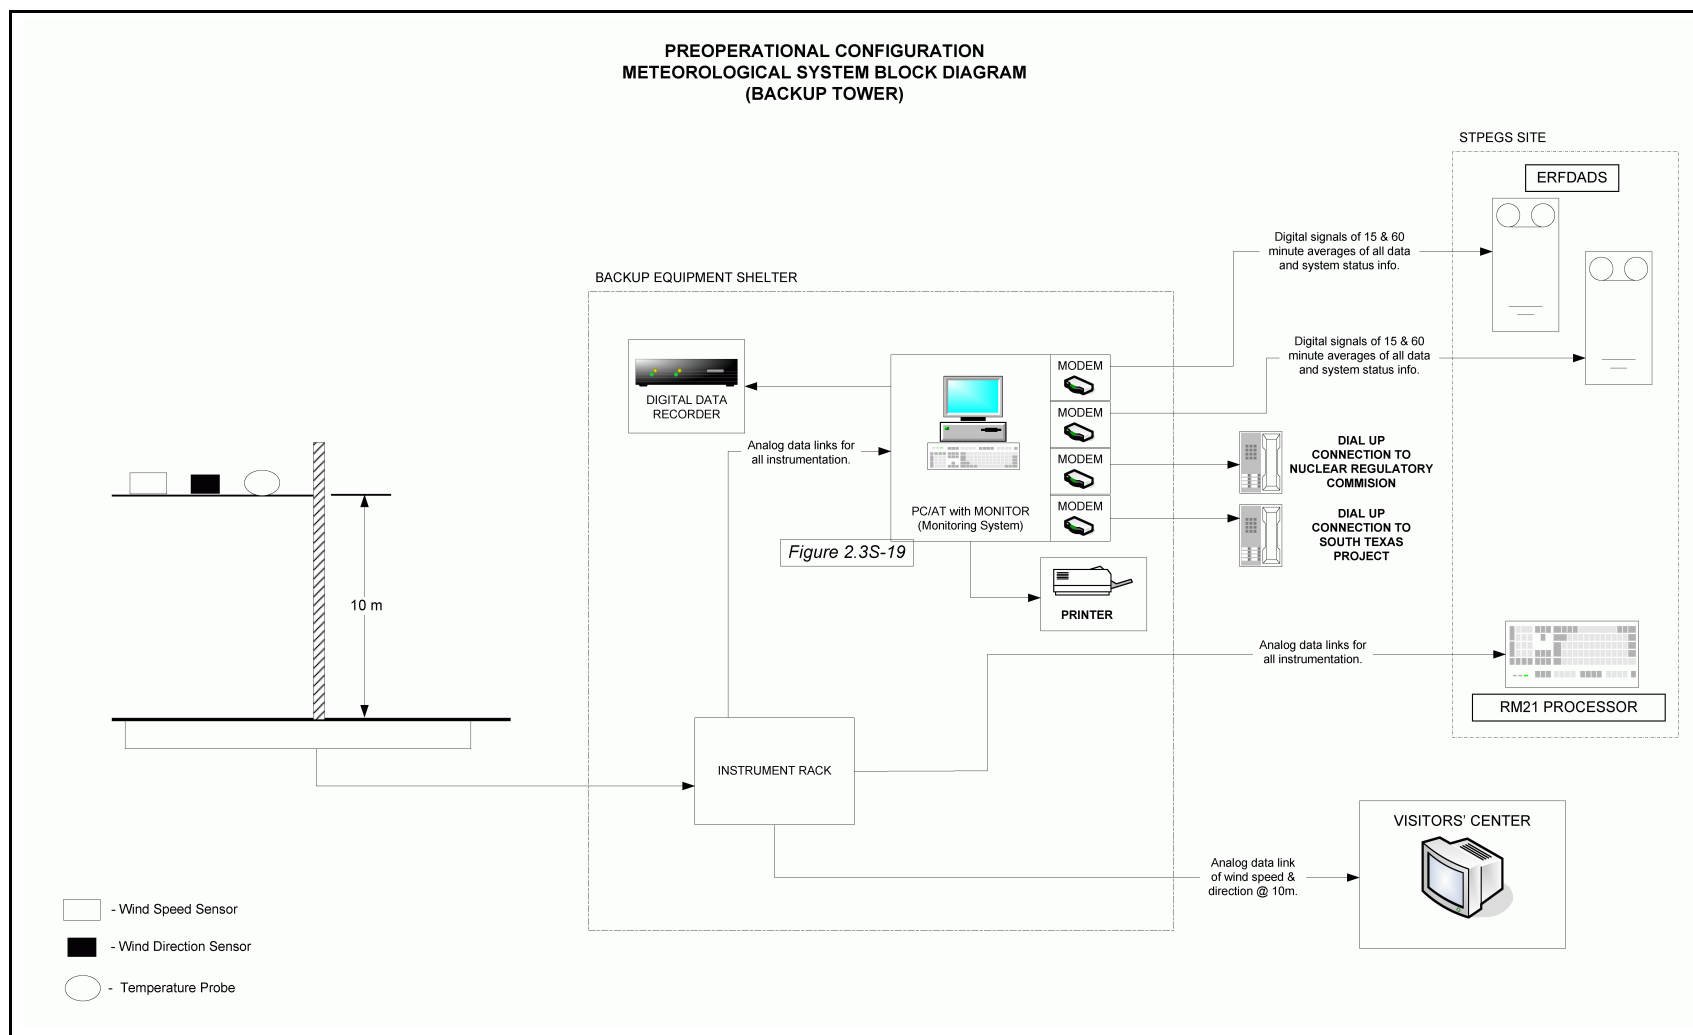 PREOPERATIONAL CONFIGURATION
METEOROLOGICAL SYSTEM BLOCK DIAGRAM
(BACKUP TOWER)
STPEGS SITE
ERFDADS
Digital signals of 15 & 60
minute averages of all data
and system status info.
BACKUP EQUIPMENT SHELTER
Digital signals of 15 & 60
minute averages of all data
and system status info.
MODEM
MODEM
MODEM
MODEM
DIGITAL DATA
RECORDER
Analog data links for
all instrumentation.
PC/AT with MONITOR
(Monitoring System)
Figure 2.3S-19
DIAL UP
CONNECTION TO
NUCLEAR REGULATORY
COMMISION
DIAL UP
CONNECTION TO
SOUTH TEXAS
PROJECT
PRINTER
10 m
Analog data links for
all instrumentation.
RM21 PROCESSOR
INSTRUMENT RACK
VISITORS' CENTER
Analog data link
of wind speed &
direction @ 10m.
- Wind Speed Sensor
- Wind Direction Sensor
- Temperature Probe